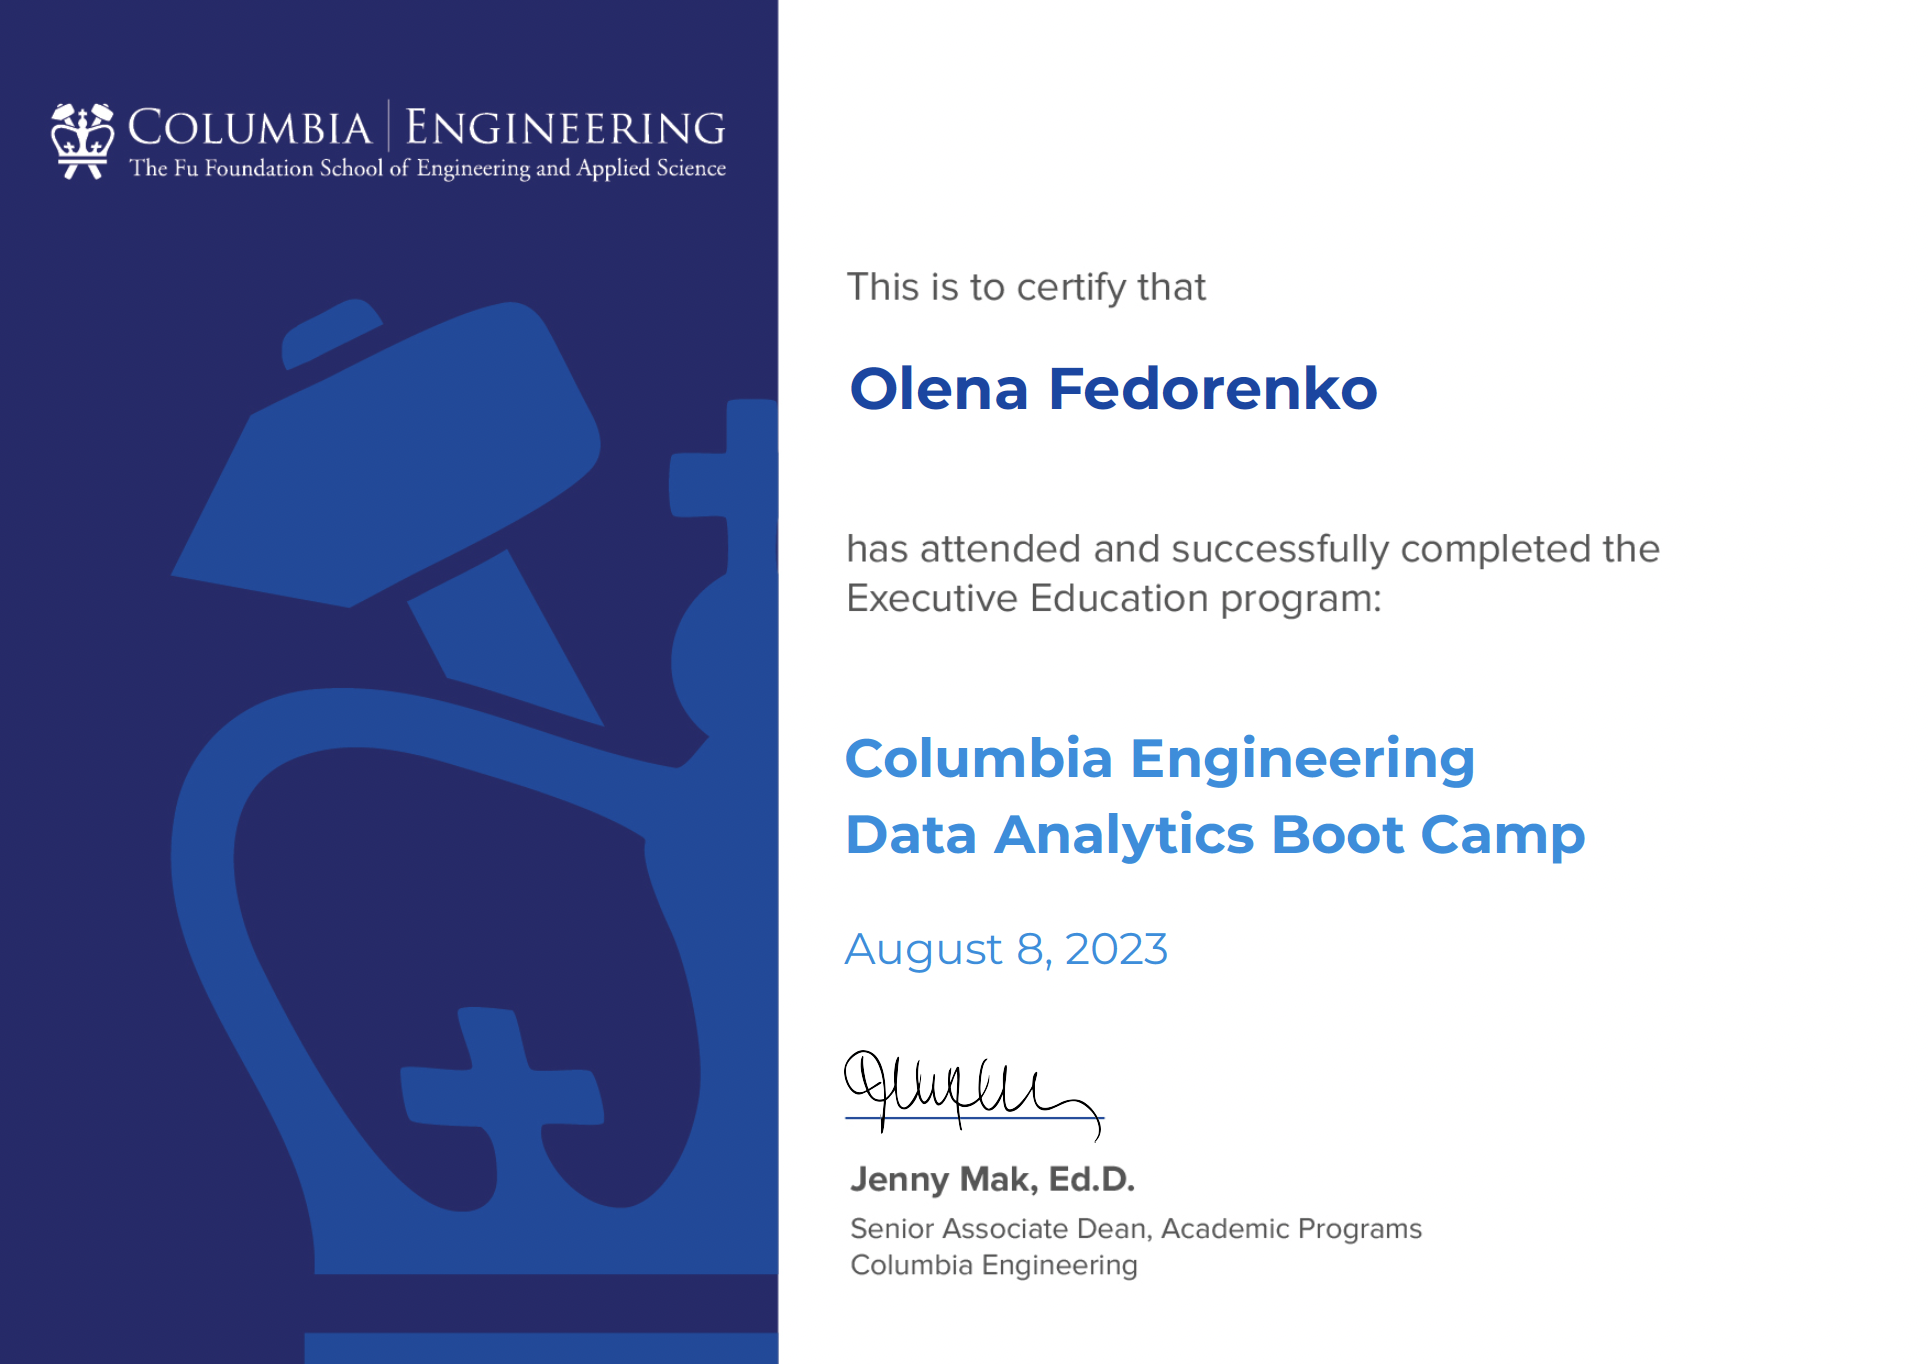 COLUMBIA | ENGINEERING
The Fu Foundation School of Engineering and Applied Science
This is to certify that
Olena Fedorenko
has attended and successfully completed the
Executive Education program:
Columbia Engineering
Data Analytics Boot Camp
August 8, 2023
Jenny Mak, Ed.D.
Senior Associate Dean, Academic Programs
Columbia Engineering